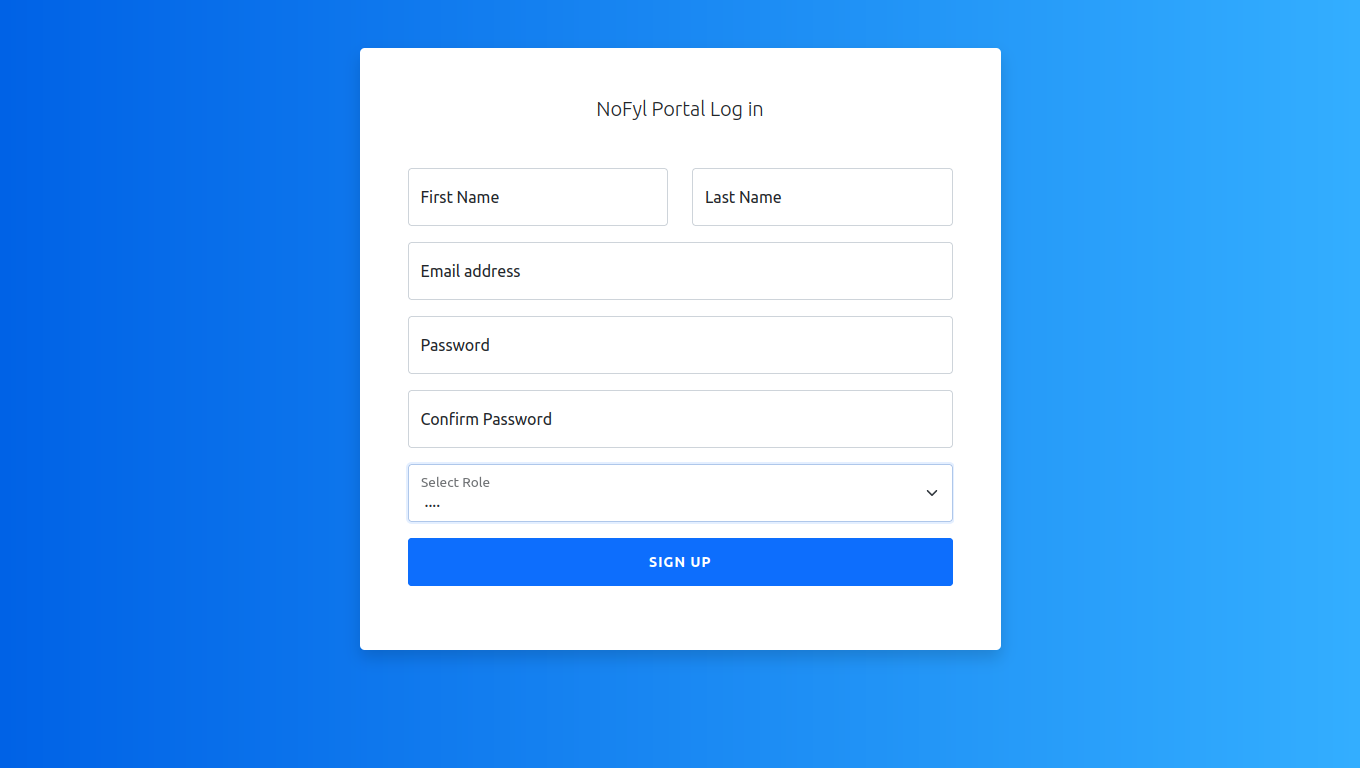 NoFyl Portal Log in
First Name
Last Name
Email address
Password
Confirm Password
Select Role
....
SIGN UP